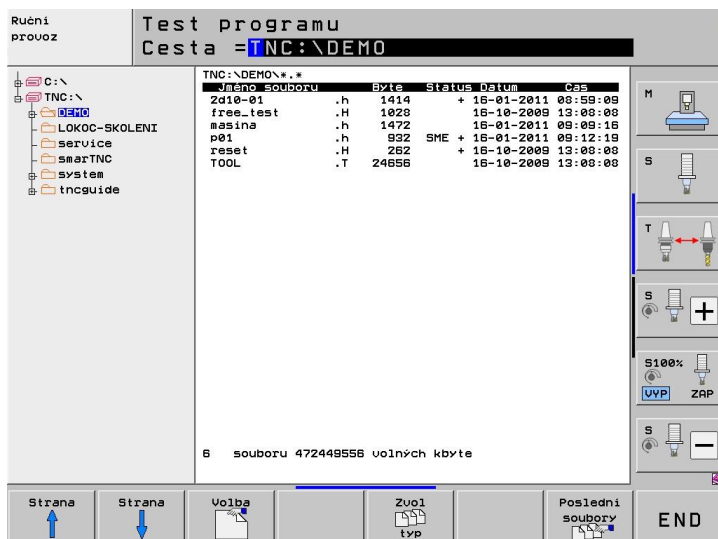 Ruční
provoz
Test programu
Cesta =TNC:\DEMO
C:\
TNC:\
DEMO
LOKOC-SKOLENI
service
smarTNC
system
tncguide
TNC:\DEMO\*.*
Jméno souboru Byte Status Datum Čas
2d10-01 .h 1414 + 16-01-2011 08:59:09
free_test .H 1028 16-10-2009 13:08:08
masina .h 1472 16-01-2011 09:09:16
p01 .h 932 SME + 16-01-2011 09:12:19
reset .H 262 + 16-10-2009 13:08:08
TOOL .T 24656 16-10-2009 13:08:08
6 souboru 472449556 volných kbyte
M
S
T
S
+
S100%
VYP ZAP
S
-
Strana
Strana
Volba
Zvol
typ
Poslední
soubory
END